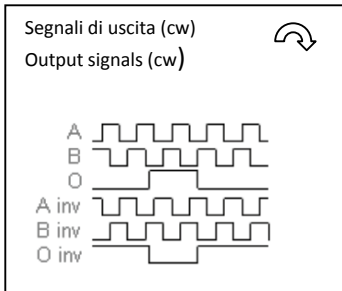 Segnali di uscita (cw)
Output signals (cw)
A
B
O
A inv
B inv
O inv